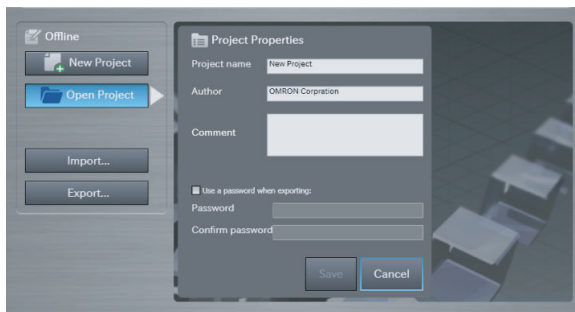 Offline
New Project
Open Project
Import...
Export...
Project Properties
Project name
New Project
Author
OMRON Corpration
Comment
Use a password when exporting:
Password
Confirm password
Save
Cancel